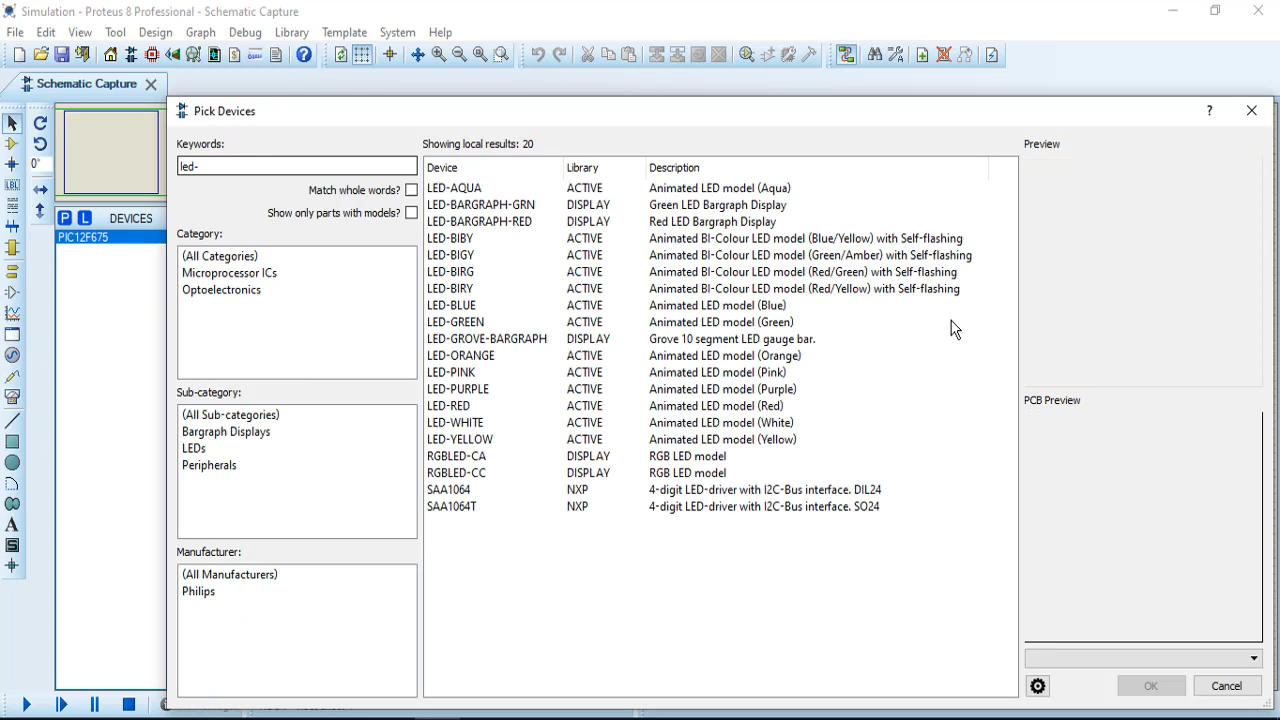 Simulation - Proteus 8 Professional - Schematic Capture
File Edit View Tool Design Graph Debug Library Template System Help
Schematic Capture
Pick Devices
Keywords:
led-
Match whole words?
Show only parts with models?
Category:
(All Categories)
Microprocessor ICs
Optoelectronics
Sub-category:
(All Sub-categories)
Bargraph Displays
LEDs
Peripherals
Manufacturer:
(All Manufacturers)
Philips
Showing local results: 20
Device Library Description
LED-AQUA ACTIVE Animated LED model (Aqua)
LED-BARGRAPH-GRN DISPLAY Green LED Bargraph Display
LED-BARGRAPH-RED DISPLAY Red LED Bargraph Display
LED-BIBY ACTIVE Animated BI-Colour LED model (Blue/Yellow) with Self-flashing
LED-BIGY ACTIVE Animated BI-Colour LED model (Green/Amber) with Self-flashing
LED-BIRG ACTIVE Animated BI-Colour LED model (Red/Green) with Self-flashing
LED-BIRY ACTIVE Animated BI-Colour LED model (Red/Yellow) with Self-flashing
LED-BLUE ACTIVE Animated LED model (Blue)
LED-GREEN ACTIVE Animated LED model (Green)
LED-GROVE-BARGRAPH DISPLAY Grove 10 segment LED gauge bar.
LED-ORANGE ACTIVE Animated LED model (Orange)
LED-PINK ACTIVE Animated LED model (Pink)
LED-PURPLE ACTIVE Animated LED model (Purple)
LED-RED ACTIVE Animated LED model (Red)
LED-WHITE ACTIVE Animated LED model (White)
LED-YELLOW ACTIVE Animated LED model (Yellow)
RGBLED-CA DISPLAY RGB LED model
RGBLED-CC DISPLAY RGB LED model
SAA1064 NXP 4-digit LED-driver with I2C-Bus interface. DIL24
SAA1064T NXP 4-digit LED-driver with I2C-Bus interface. SO24
Preview
PCB Preview
OK Cancel
0°
LBL
P L DEVICES
PIC12F675
A
S